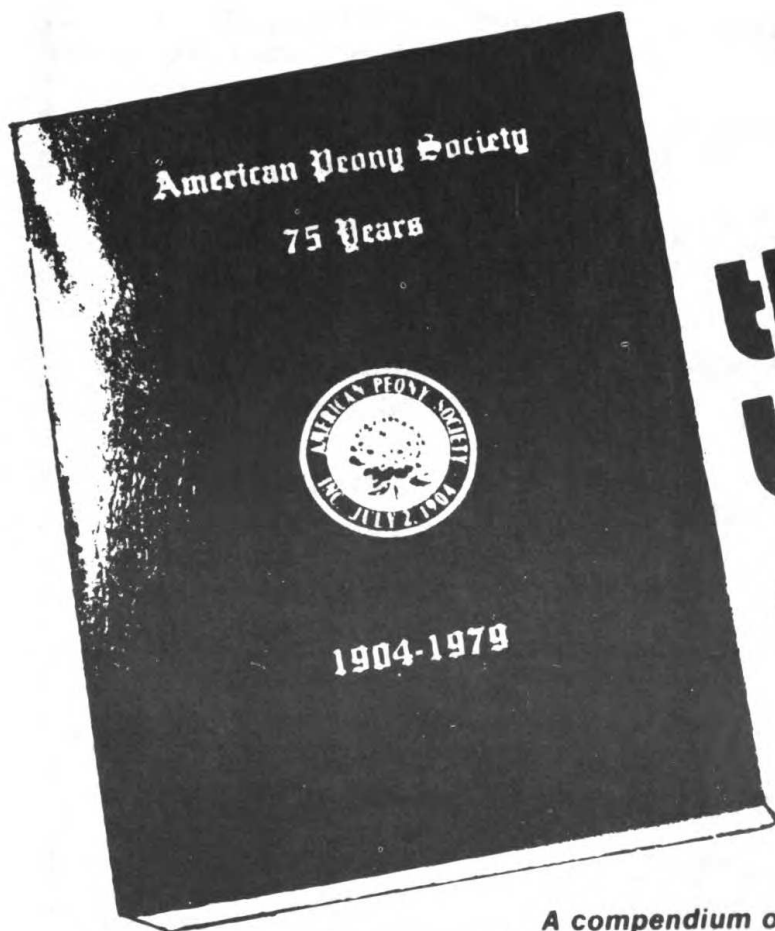 American Peony Society
75 Years
AMERICAN PEONY SOCIETY
INC. JULY 2, 1904
1904-1979
A compendium o